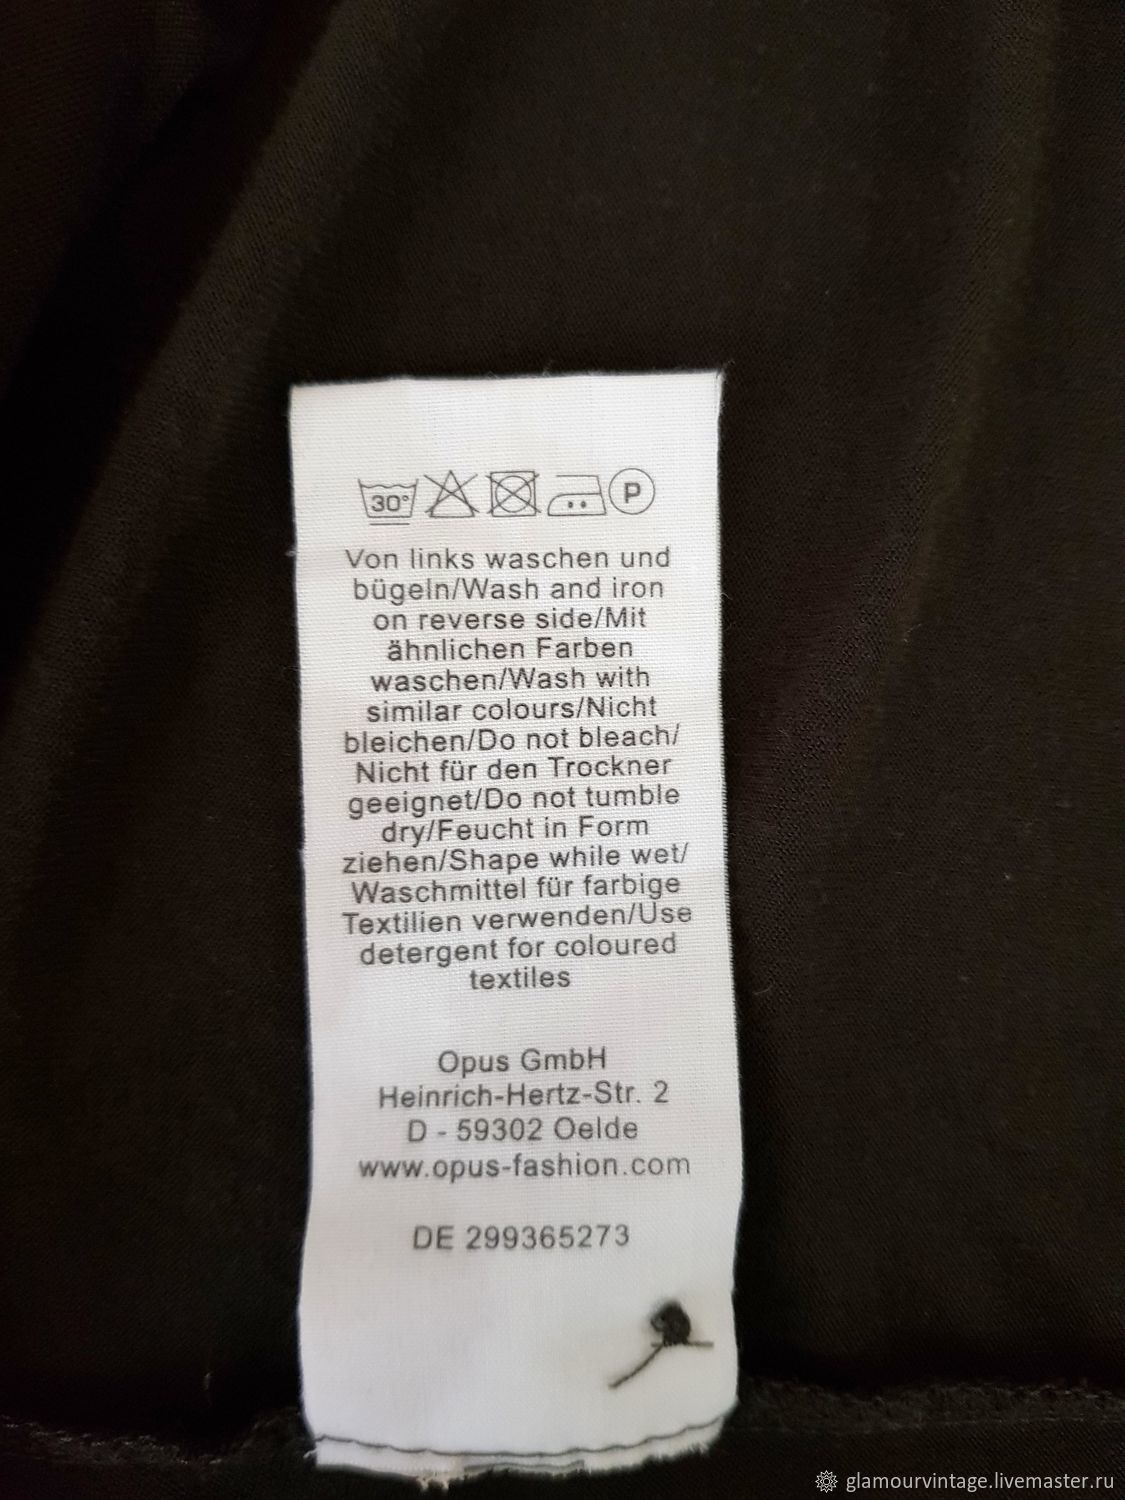 30°
P
Von links waschen und
bügeln/Wash and iron
on reverse side/Mit
ähnlichen Farben
waschen/Wash with
similar colours/Nicht
bleichen/Do not bleach/
Nicht für den Trockner
geeignet/Do not tumble
dry/Feucht in Form
ziehen/Shape while wet/
Waschmittel für farbige
Textilien verwenden/Use
detergent for coloured
textiles
Opus GmbH
Heinrich-Hertz-Str. 2
D - 59302 Oelde
www.opus-fashion.com
DE 299365273
glamourvintage.livemaster.ru